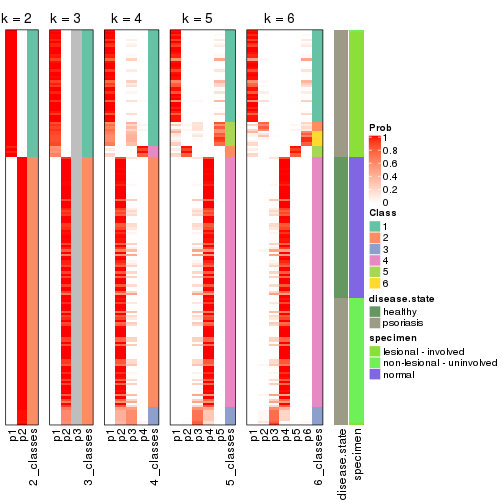 k = 2 k = 3 k = 4 k = 5 k = 6
Prob
1
0.8
0.6
0.4
0.2
0
Class
1
2
3
4
5
6
disease.state
healthy
psoriasis
specimen
lesional - involved
non-lesional - uninvolved
normal
p1 p2 2_classes p1 p2 p3 3_classes p1 p2 p3 p4 4_classes p1 p2 p3 p4 p5 5_classes p1 p2 p3 p4 p5 p6 6_classes disease.state specimen